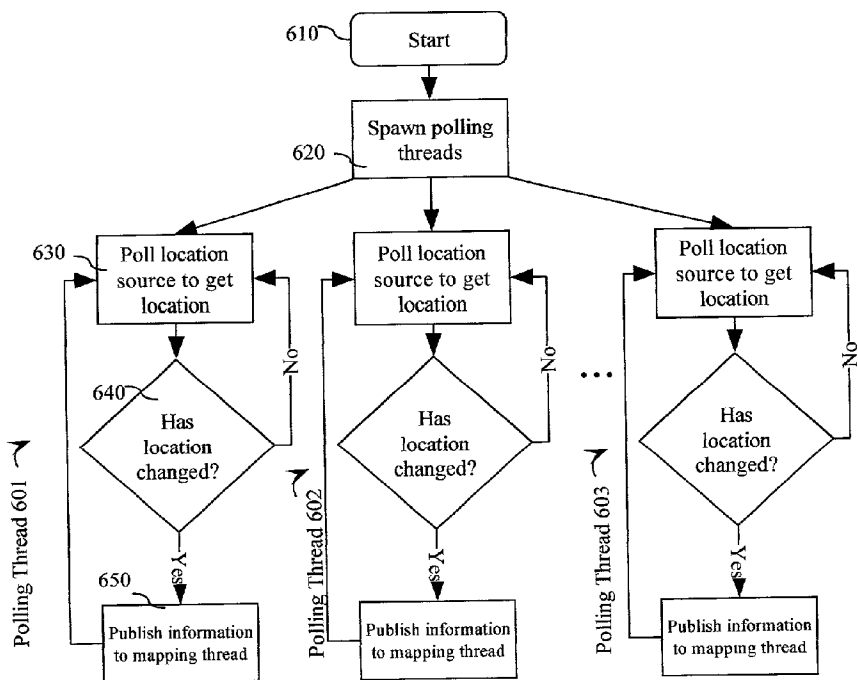 610
Start
Spawn polling
threads
620
630
Poll location
source to get
location
Poll location
source to get
location
Poll location
source to get
location
No
No
No
640
Has
location
changed?
Has
location
changed?
Has
location
changed?
...
Polling Thread 601
Polling Thread 602
Polling Thread 603
Yes
Yes
Yes
650
Publish information
to mapping thread
Publish information
to mapping thread
Publish information
to mapping thread